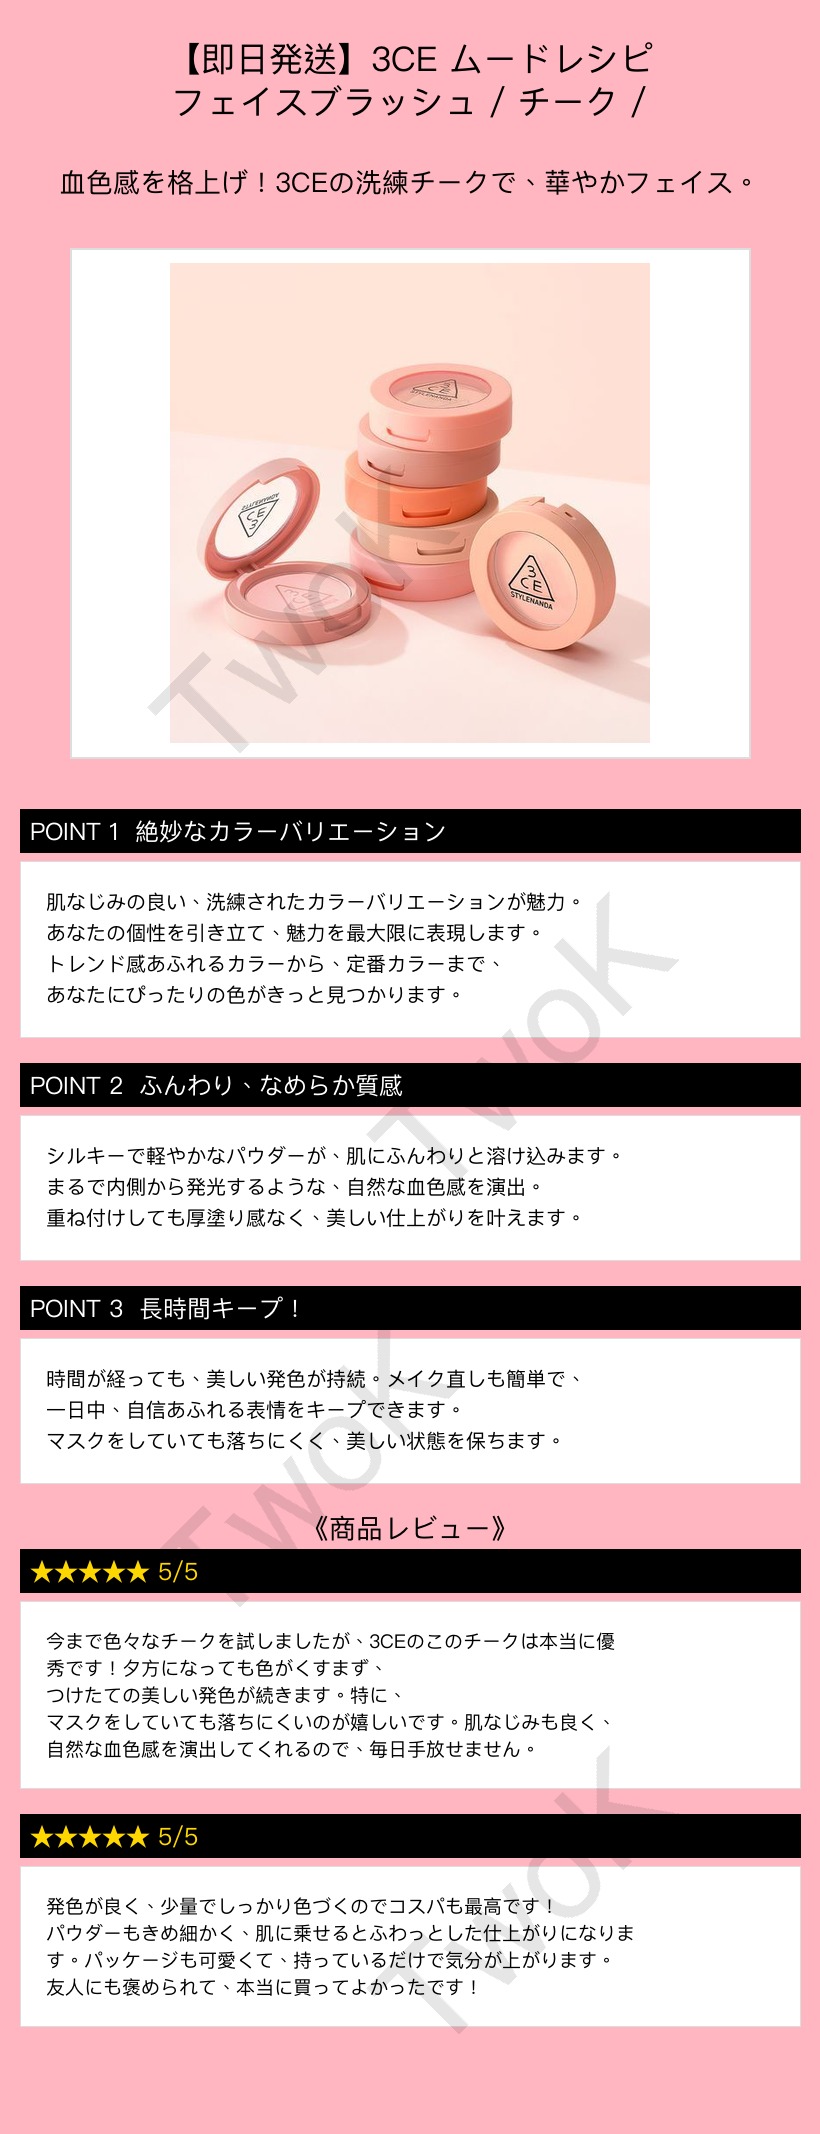 【即日発送】3CE ムードレシピ
フェイスブラッシュ / チーク /
血色感を格上げ！3CEの洗練チークで、華やかフェイス。
3CE
STYLENANDA
3CE
STYLENANDA
3CE
3CE
STYLENANDA
TwoK
POINT 1 絶妙なカラーバリエーション
肌なじみの良い、洗練されたカラーバリエーションが魅力。
あなたの個性を引き立て、魅力を最大限に表現します。
トレンド感あふれるカラーから、定番カラーまで、
あなたにぴったりの色がきっと見つかります。
TwoK
POINT 2 ふんわり、なめらか質感
シルキーで軽やかなパウダーが、肌にふんわりと溶け込みます。
まるで内側から発光するような、自然な血色感を演出。
重ね付けしても厚塗り感なく、美しい仕上がりを叶えます。
POINT 3 長時間キープ！
時間が経っても、美しい発色が持続。メイク直しも簡単で、
一日中、自信あふれる表情をキープできます。
マスクをしていても落ちにくく、美しい状態を保ちます。
TwoK
《商品レビュー》
★★★★★ 5/5
今まで色々なチークを試しましたが、3CEのこのチークは本当に優
秀です！夕方になっても色がくすまず、
つけたての美しい発色が続きます。特に、
マスクをしていても落ちにくいのが嬉しいです。肌なじみも良く、
自然な血色感を演出してくれるので、毎日手放せません。
★★★★★ 5/5
発色が良く、少量でしっかり色づくのでコスパも最高です！
パウダーもきめ細かく、肌に乗せるとふわっとした仕上がりになりま
す。パッケージも可愛くて、持っているだけで気分が上がります。
友人にも褒められて、本当に買ってよかったです！
TwoK